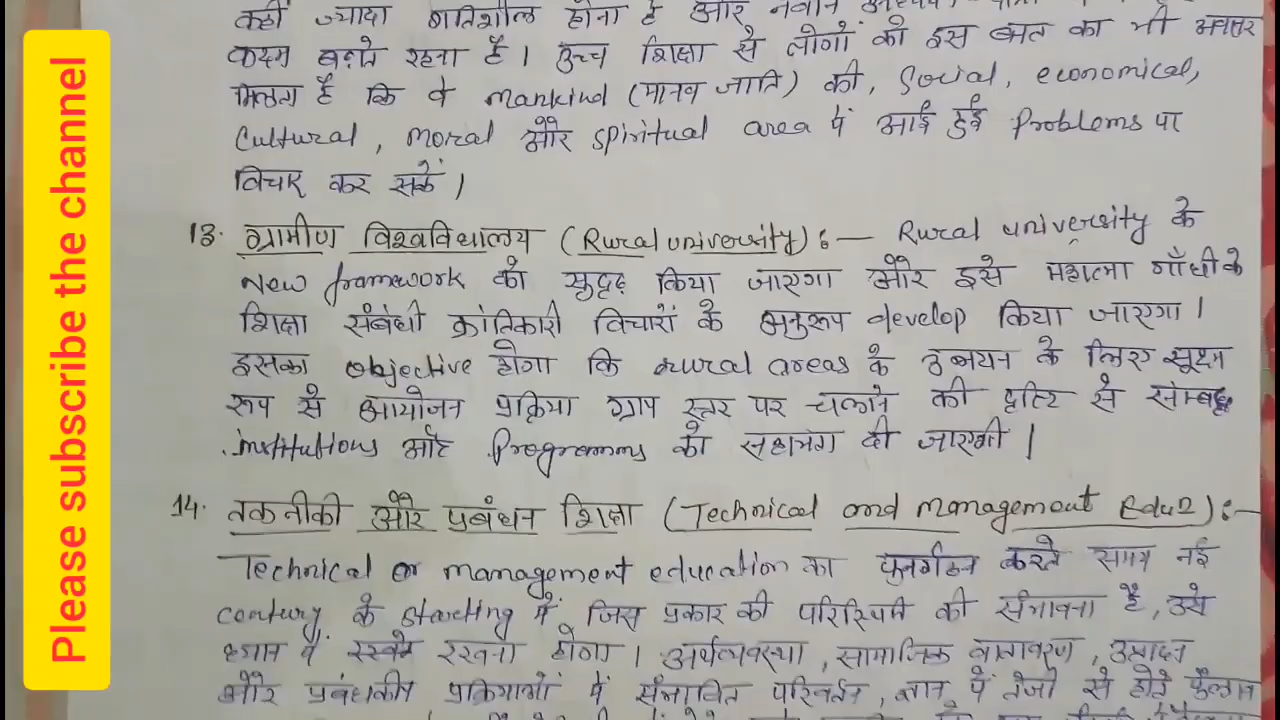 Please subscribe the channel
कहीं ज्यादा गतिशील होना है और नवीन
कदम बढ़ाते रहना है। उच्च शिक्षा से लोगों को इस बात का भी अवसर
मिलता है कि वे mankind (मानव जाति) की, Social, economical,
Cultural, moral और spiritual area में आई हुई Problems पर
विचार कर सकें।
13. ग्रामीण विश्वविद्यालय (Rural university) :— Rural university के
New framework को सुदृढ़ किया जाएगा और इसे महात्मा गाँधी के
शिक्षा संबंधी क्रांतिकारी विचारों के अनुरूप develop किया जाएगा।
इसका objective होगा कि rural areas के उन्नयन के लिए सूक्ष्म
रूप से आयोजन प्रक्रिया ग्राम स्तर पर चलाने की दृष्टि से सम्बद्ध
institutions और Programms को सहायता दी जाएगी।
14. तकनीकी और प्रबंधन शिक्षा (Technical and management Edu2) :—
Technical or management education का पुनर्गठन करते समय नई
century के starting में जिस प्रकार की परिस्थिति की संभावना है, उसे
ध्यान में रखना होगा। अर्थव्यवस्था, सामाजिक वातावरण, उत्पादन
और प्रबंधकीय प्रक्रियाओं में संभावित परिवर्तन, ज्ञान में तेजी से होते फैलाव